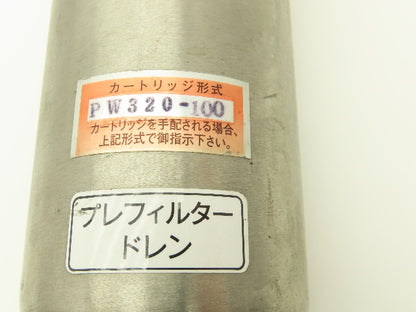 カートリッジ形式
PW320-100
カートリッジを手配される場合、
上記形式で御指示下さい。
プレフィルター
ドレン